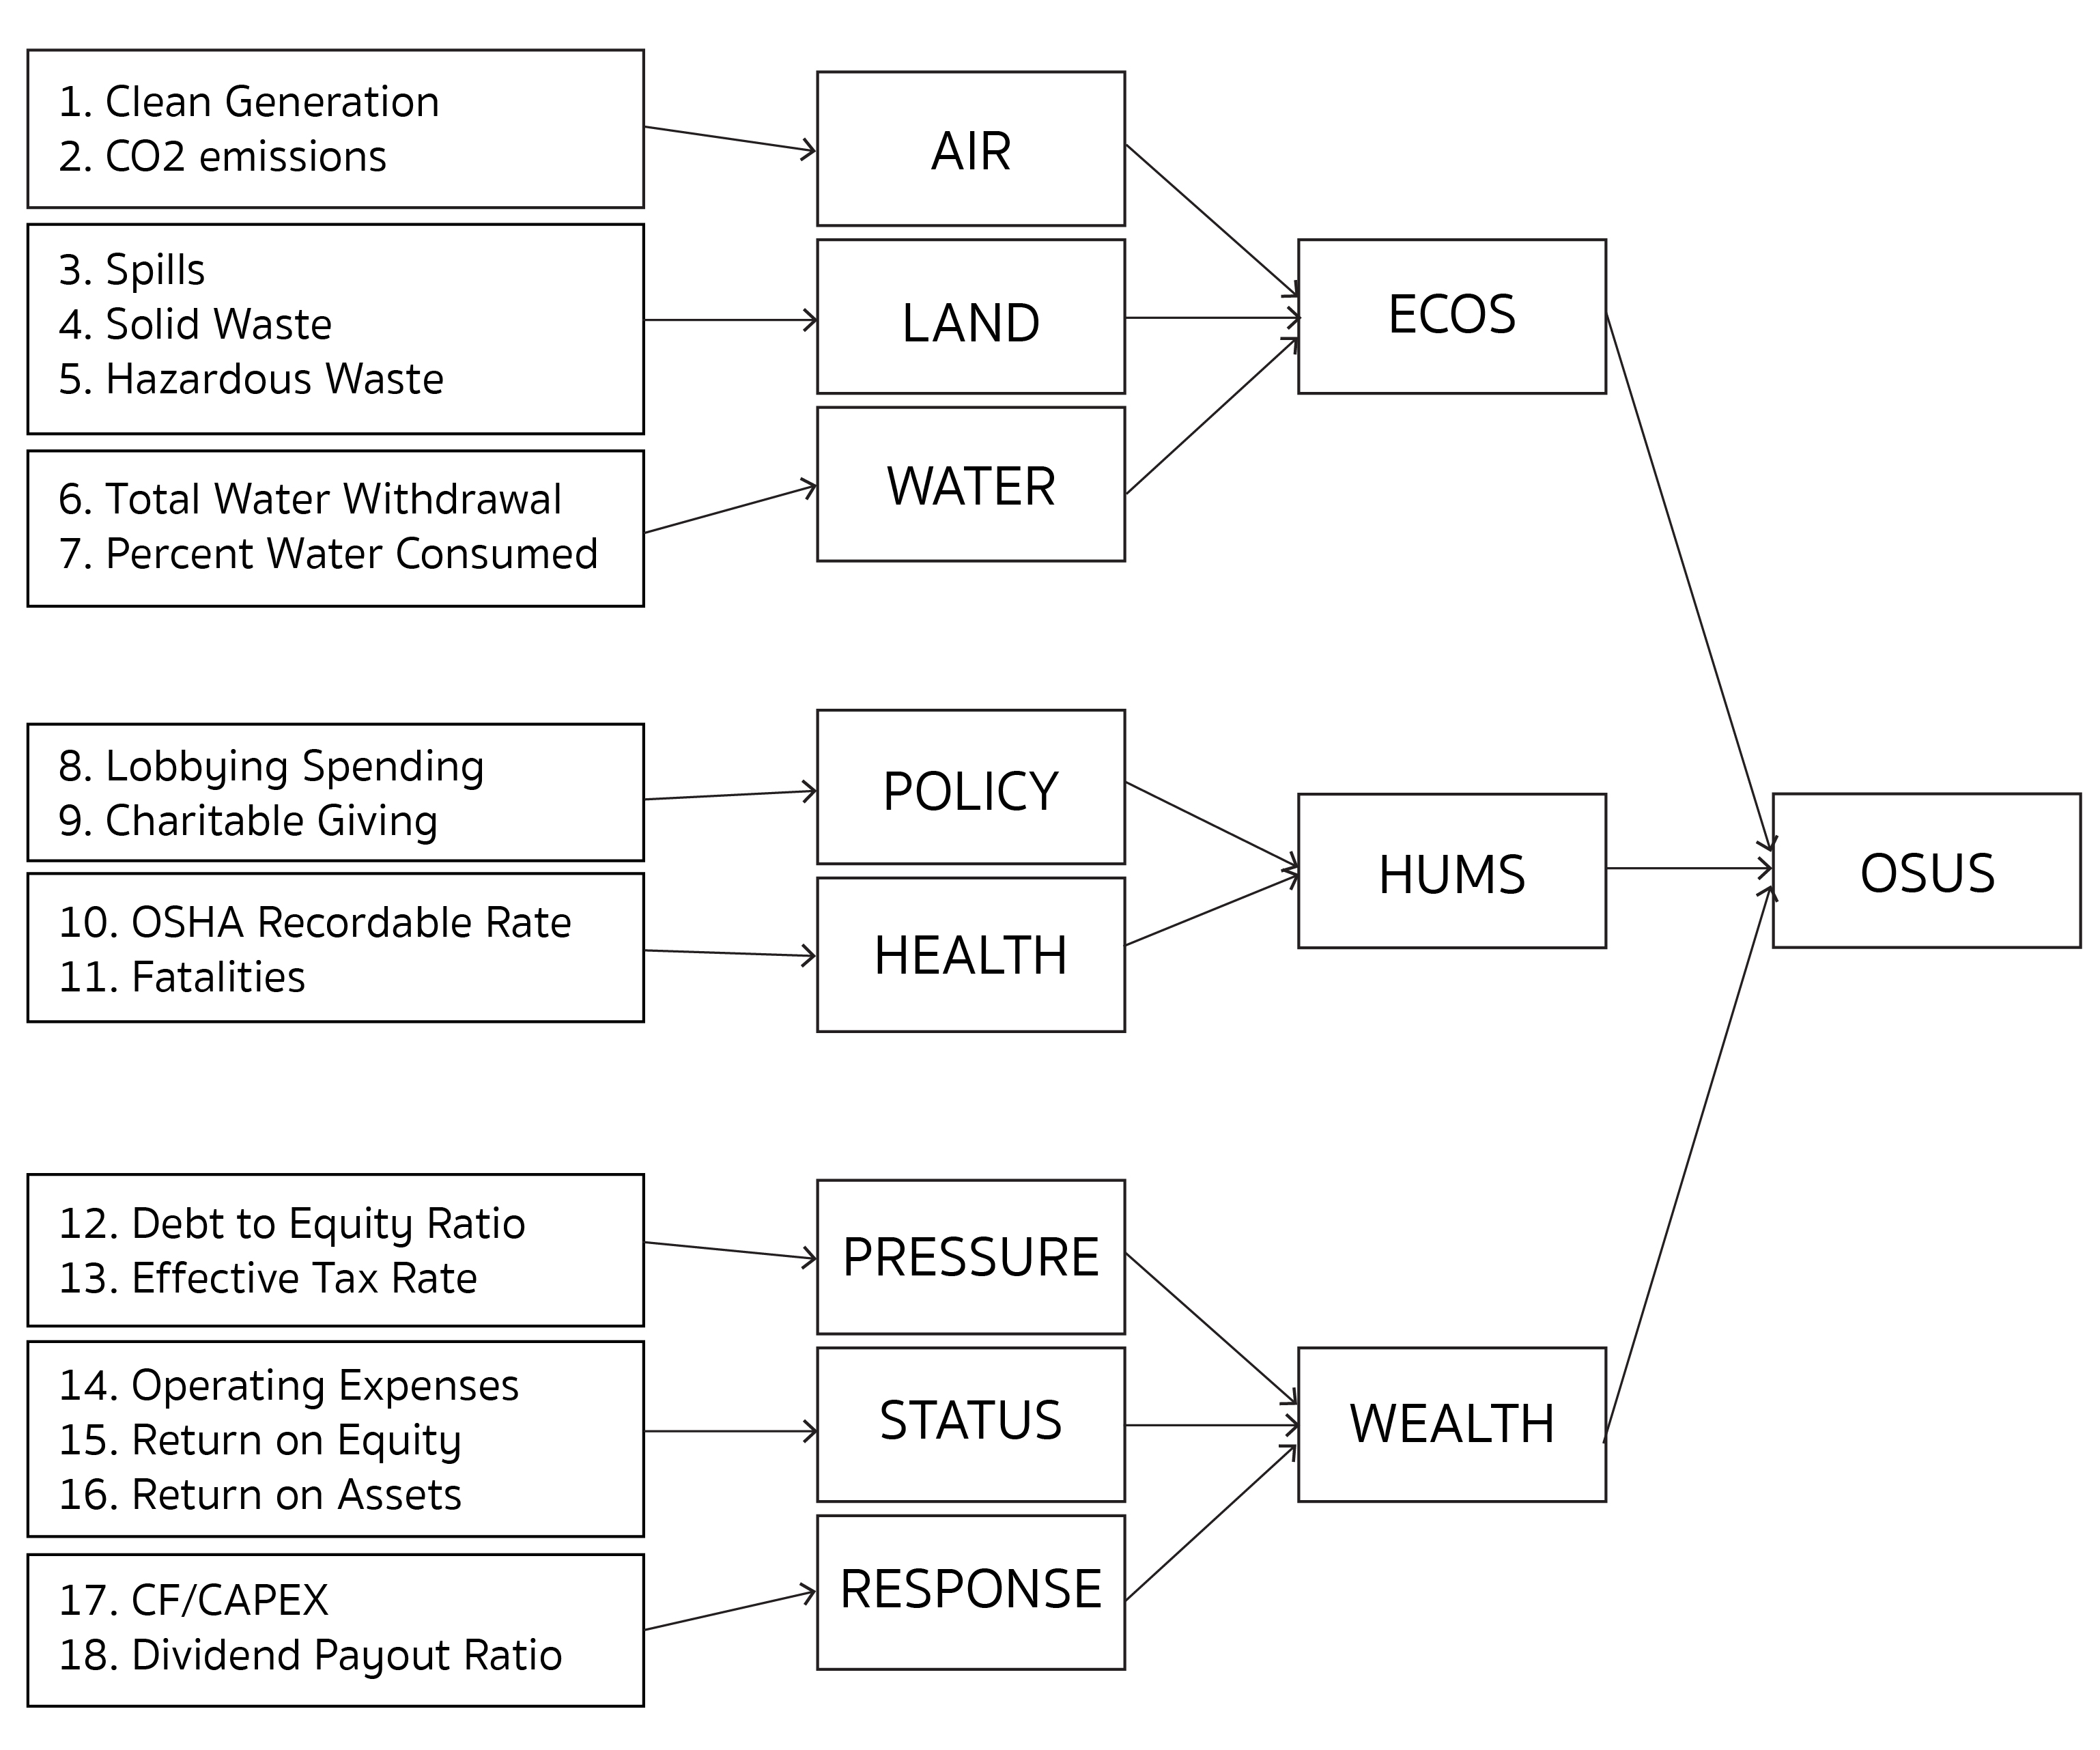 1. Clean Generation
2. CO2 emissions
AIR
3. Spills
4. Solid Waste
5. Hazardous Waste
LAND
ECOS
6. Total Water Withdrawal
7. Percent Water Consumed
WATER
8. Lobbying Spending
9. Charitable Giving
POLICY
HUMS
OSUS
10. OSHA Recordable Rate
11. Fatalities
HEALTH
12. Debt to Equity Ratio
13. Effective Tax Rate
PRESSURE
14. Operating Expenses
15. Return on Equity
16. Return on Assets
STATUS
WEALTH
17. CF/CAPEX
18. Dividend Payout Ratio
RESPONSE